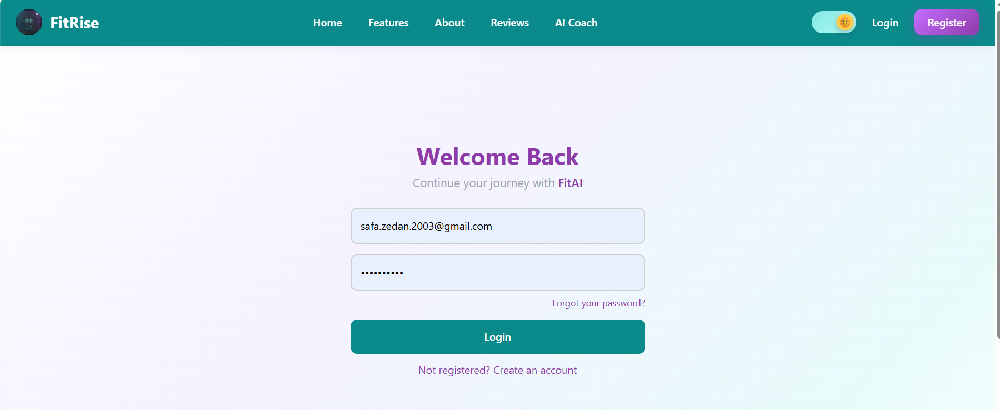 FitRise
Home Features About Reviews AI Coach
Login
Register
Welcome Back
Continue your journey with FitAI
safa.zedan.2003@gmail.com
••••••••••
Forgot your password?
Login
Not registered? Create an account